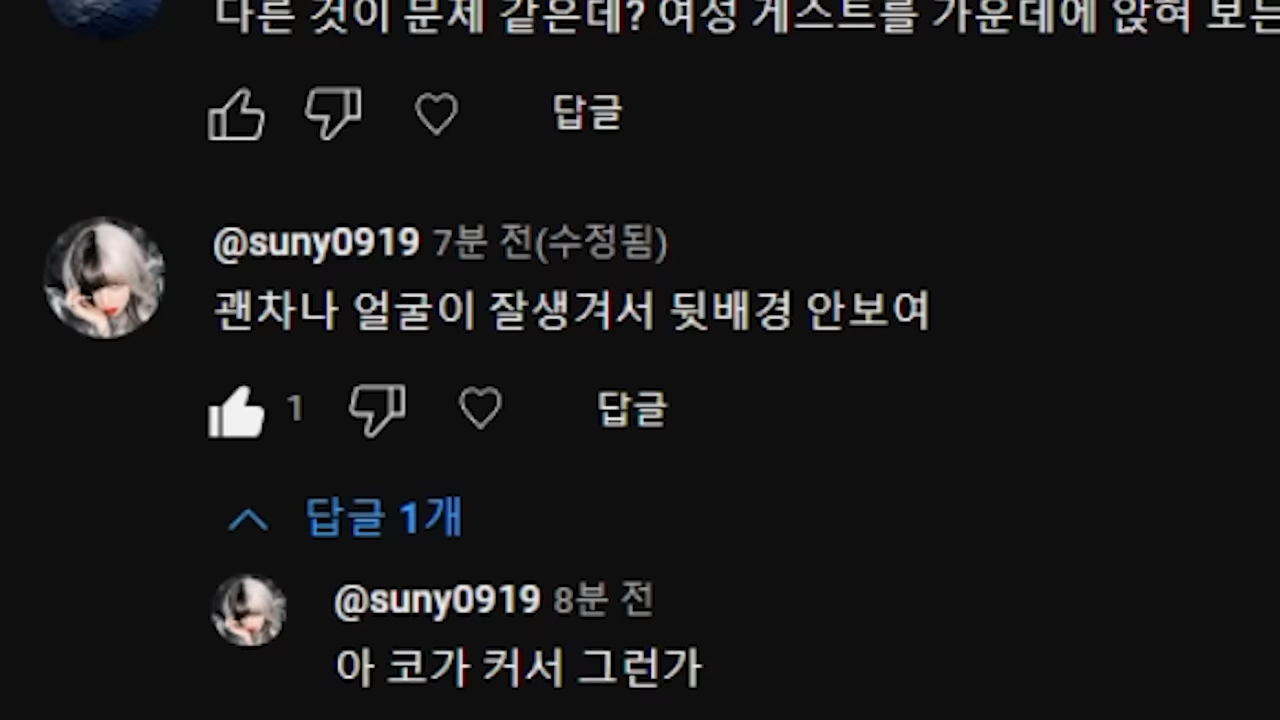 다른 것이 문제 같은데? 여성 게스트를 가운데에 앉혀 보는
답글
@suny0919 7분 전(수정됨)
괜차나 얼굴이 잘생겨서 뒷배경 안보여
1 답글
답글 1개
@suny0919 8분 전
아 코가 커서 그런가